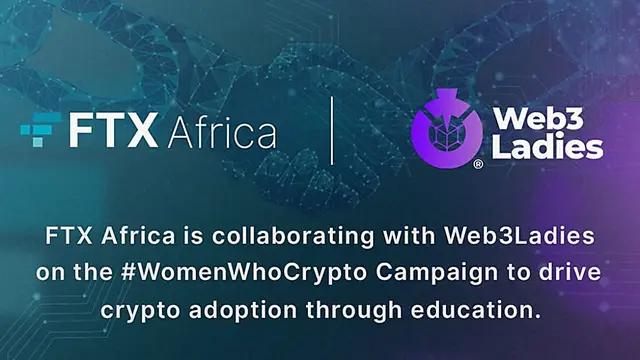 FTX Africa
Web3
Ladies
®
FTX Africa is collaborating with Web3Ladies
on the #WomenWhoCrypto Campaign to drive
crypto adoption through education.